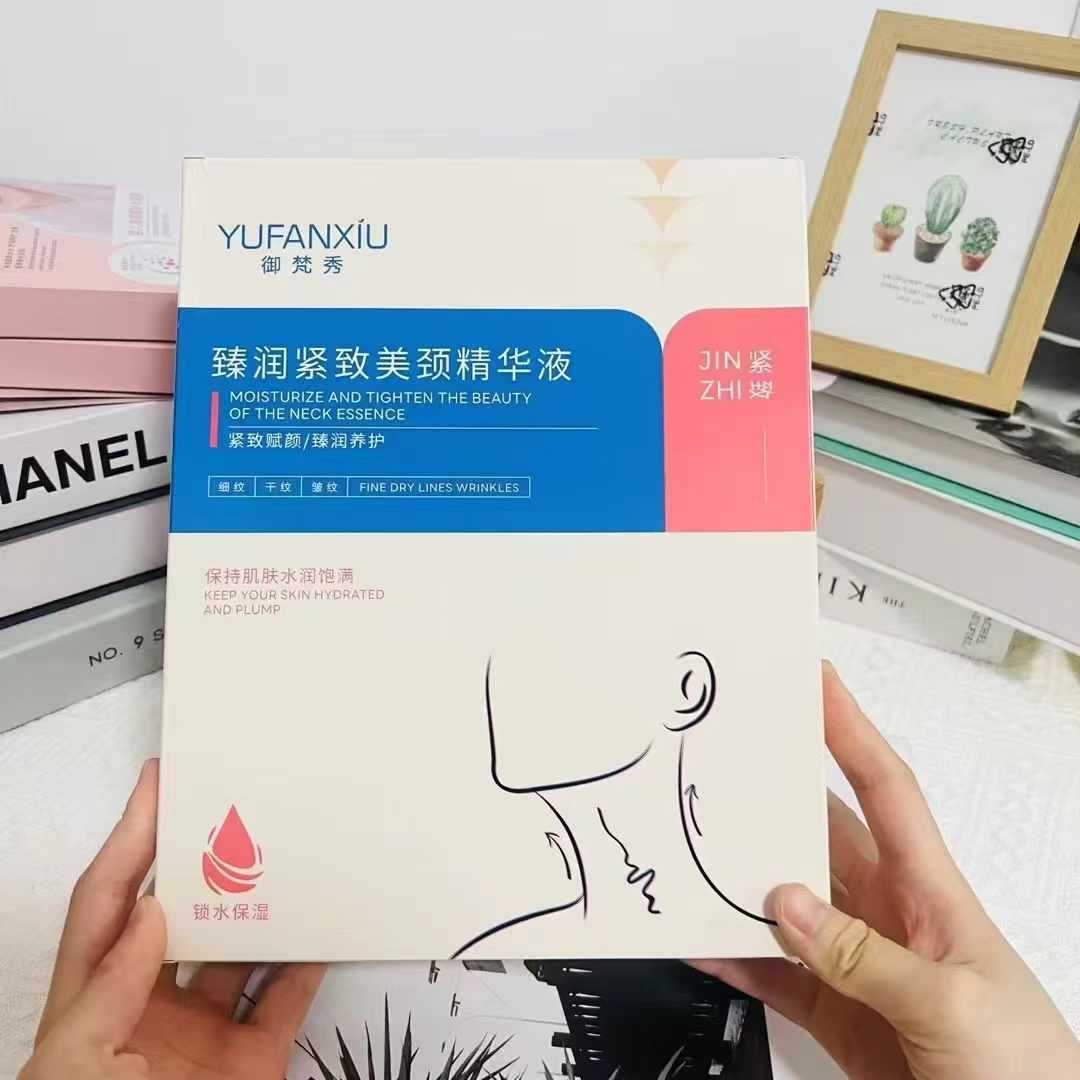 YUFANXÍU
御梵秀
臻润紧致美颈精华液
MOISTURIZE AND TIGHTEN THE BEAUTY
OF THE NECK ESSENCE
紧致赋颜/臻润养护
细纹 干纹 皱纹 FINE DRY LINES WRINKLES
JIN 紧
ZHI 致
保持肌肤水润饱满
KEEP YOUR SKIN HYDRATED
AND PLUMP
锁水保湿
HANEL
NO. 9 S
THE KIN